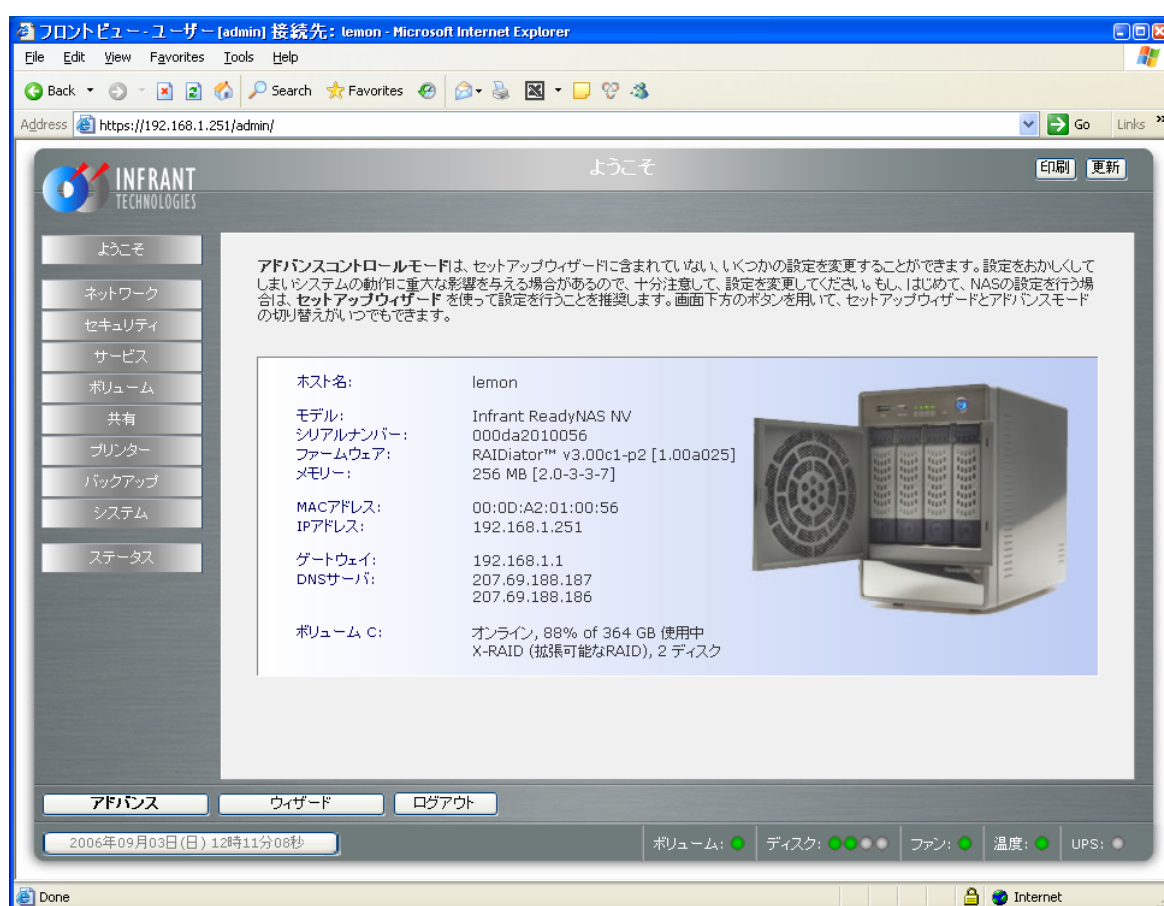 フロントビュー - ユーザー [admin] 接続先: lemon - Microsoft Internet Explorer
File Edit View Favorites Tools Help
Back Search Favorites
Address https://192.168.1.251/admin/ Go Links »
INFRANT
TECHNOLOGIES
ようこそ
印刷 更新
ようこそ
ネットワーク
セキュリティ
サービス
ボリューム
共有
プリンター
バックアップ
システム
ステータス
アドバンスコントロールモードは、セットアップウィザードに含まれていない、いくつかの設定を変更することができます。設定をおかしくして
しまいシステムの動作に重大な影響を与える場合があるので、十分注意して、設定を変更してください。もし、はじめて、NASの設定を行う場
合は、セットアップウィザード を使って設定を行うことを推奨します。画面下方のボタンを用いて、セットアップウィザードとアドバンスモード
の切り替えがいつでもできます。
ホスト名: lemon
モデル: Infrant ReadyNAS NV
シリアルナンバー: 000da2010056
ファームウェア: RAIDiator™ v3.00c1-p2 [1.00a025]
メモリー: 256 MB [2.0-3-3-7]
MACアドレス: 00:0D:A2:01:00:56
IPアドレス: 192.168.1.251
ゲートウェイ: 192.168.1.1
DNSサーバ: 207.69.188.187
207.69.188.186
ボリューム C: オンライン, 88% of 364 GB 使用中
X-RAID (拡張可能なRAID), 2 ディスク
アドバンス ウィザード ログアウト
2006年09月03日(日) 12時11分08秒 ボリューム: ディスク: ファン: 温度: UPS:
Done Internet